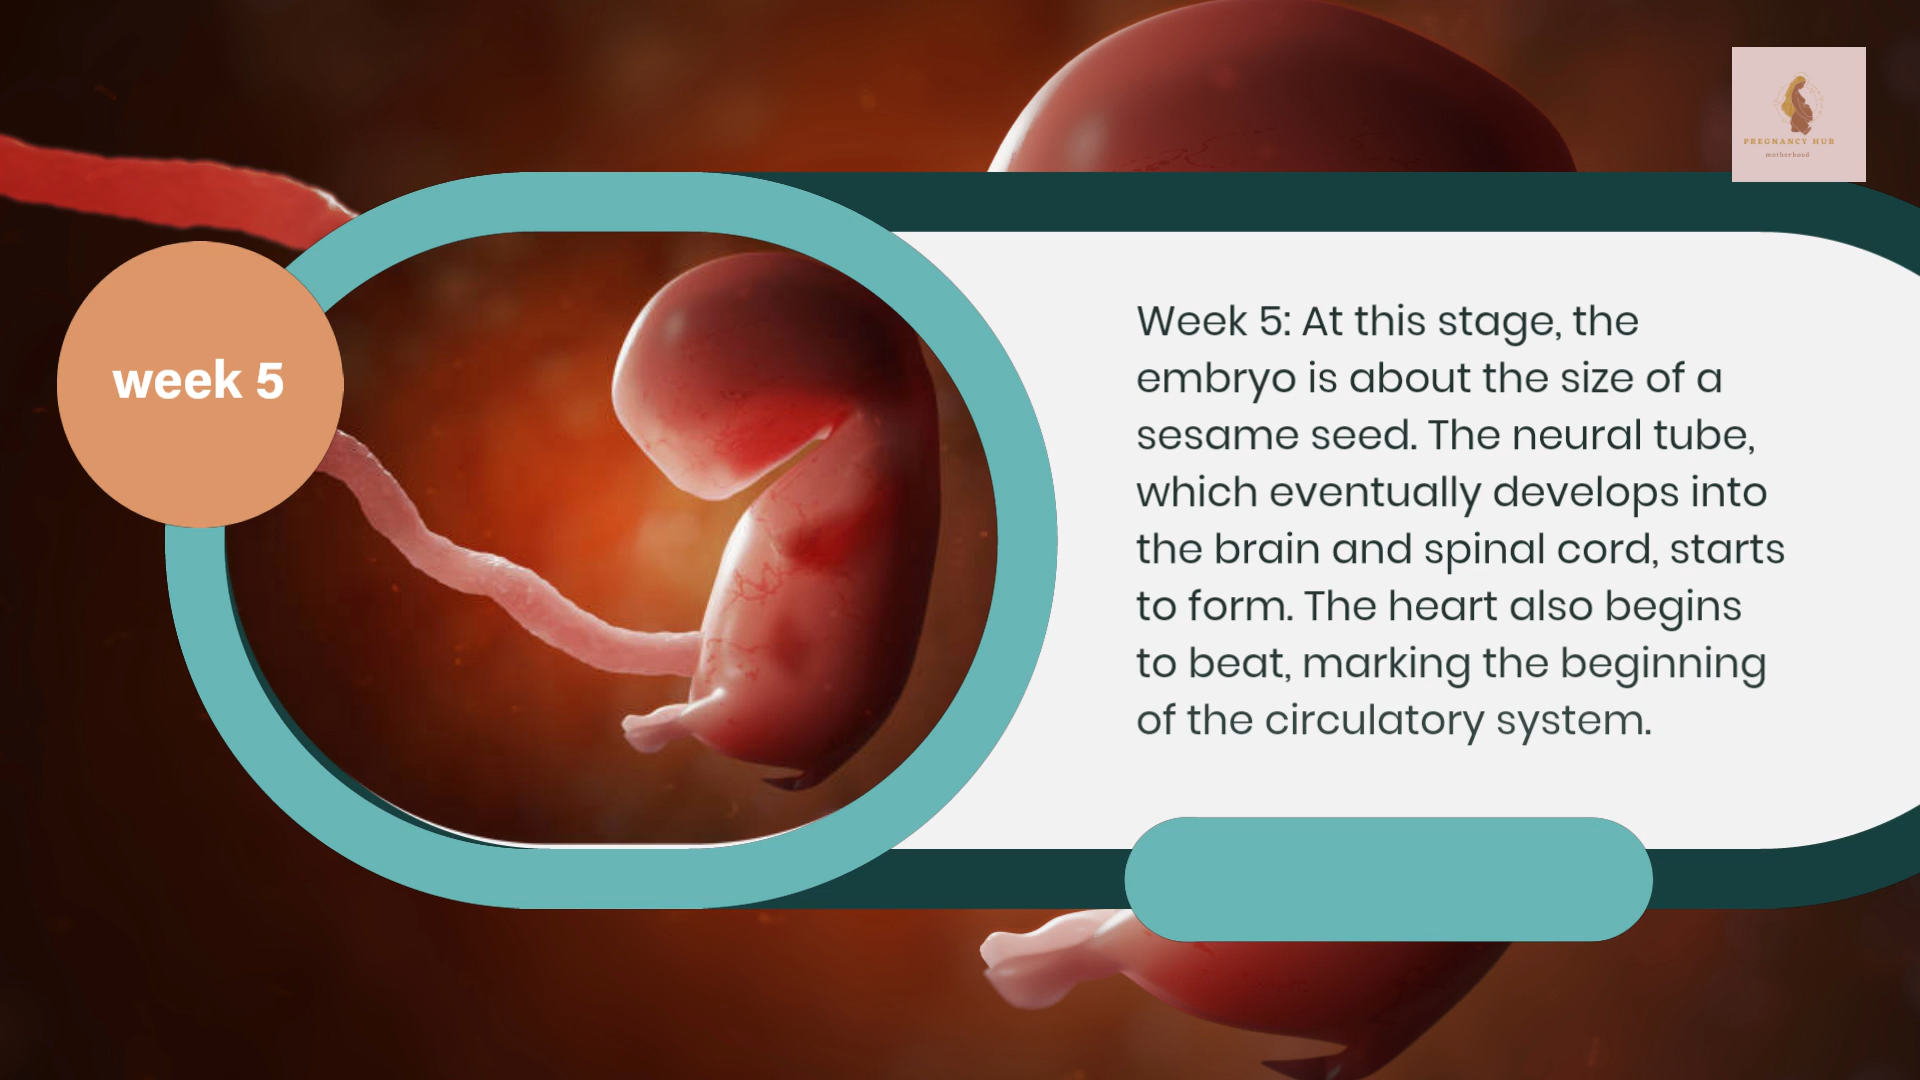 PREGNANCY HUB
motherhood
week 5
Week 5: At this stage, the
embryo is about the size of a
sesame seed. The neural tube,
which eventually develops into
the brain and spinal cord, starts
to form. The heart also begins
to beat, marking the beginning
of the circulatory system.